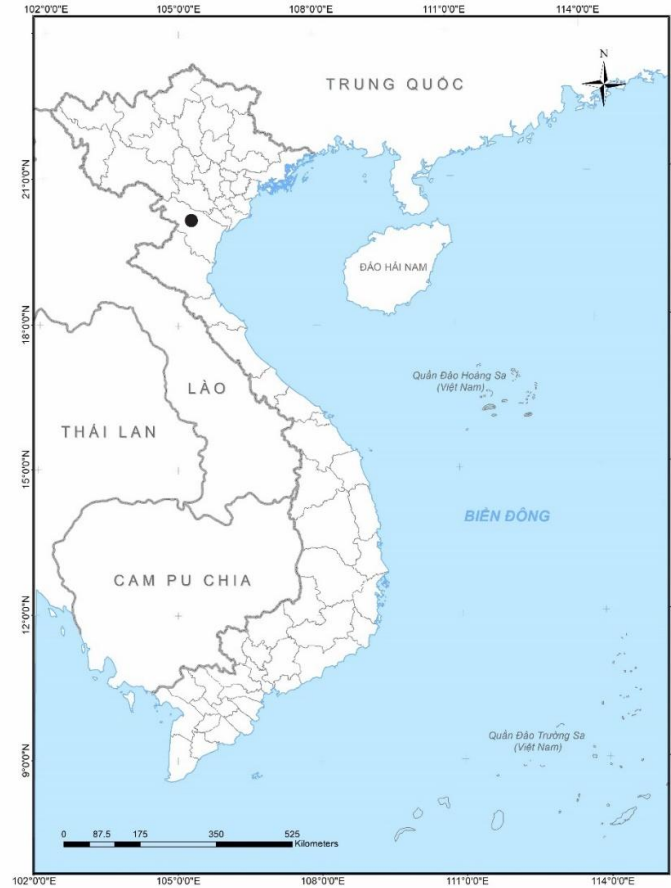 102°0'0"E 105°0'0"E 108°0'0"E 111°0'0"E 114°0'0"E
N
TRUNG QUỐC
21°0'0"N
ĐẢO HẢI NAM
18°0'0"N
Quần Đảo Hoàng Sa
(Việt Nam)
LÀO
THÁI LAN
15°0'0"N
BIỂN ĐÔNG
CAM PU CHIA
12°0'0"N
Quần Đảo Trường Sa
(Việt Nam)
9°0'0"N
0 87.5 175 350 525
Kilometers
102°0'0"E 105°0'0"E 108°0'0"E 111°0'0"E 114°0'0"E